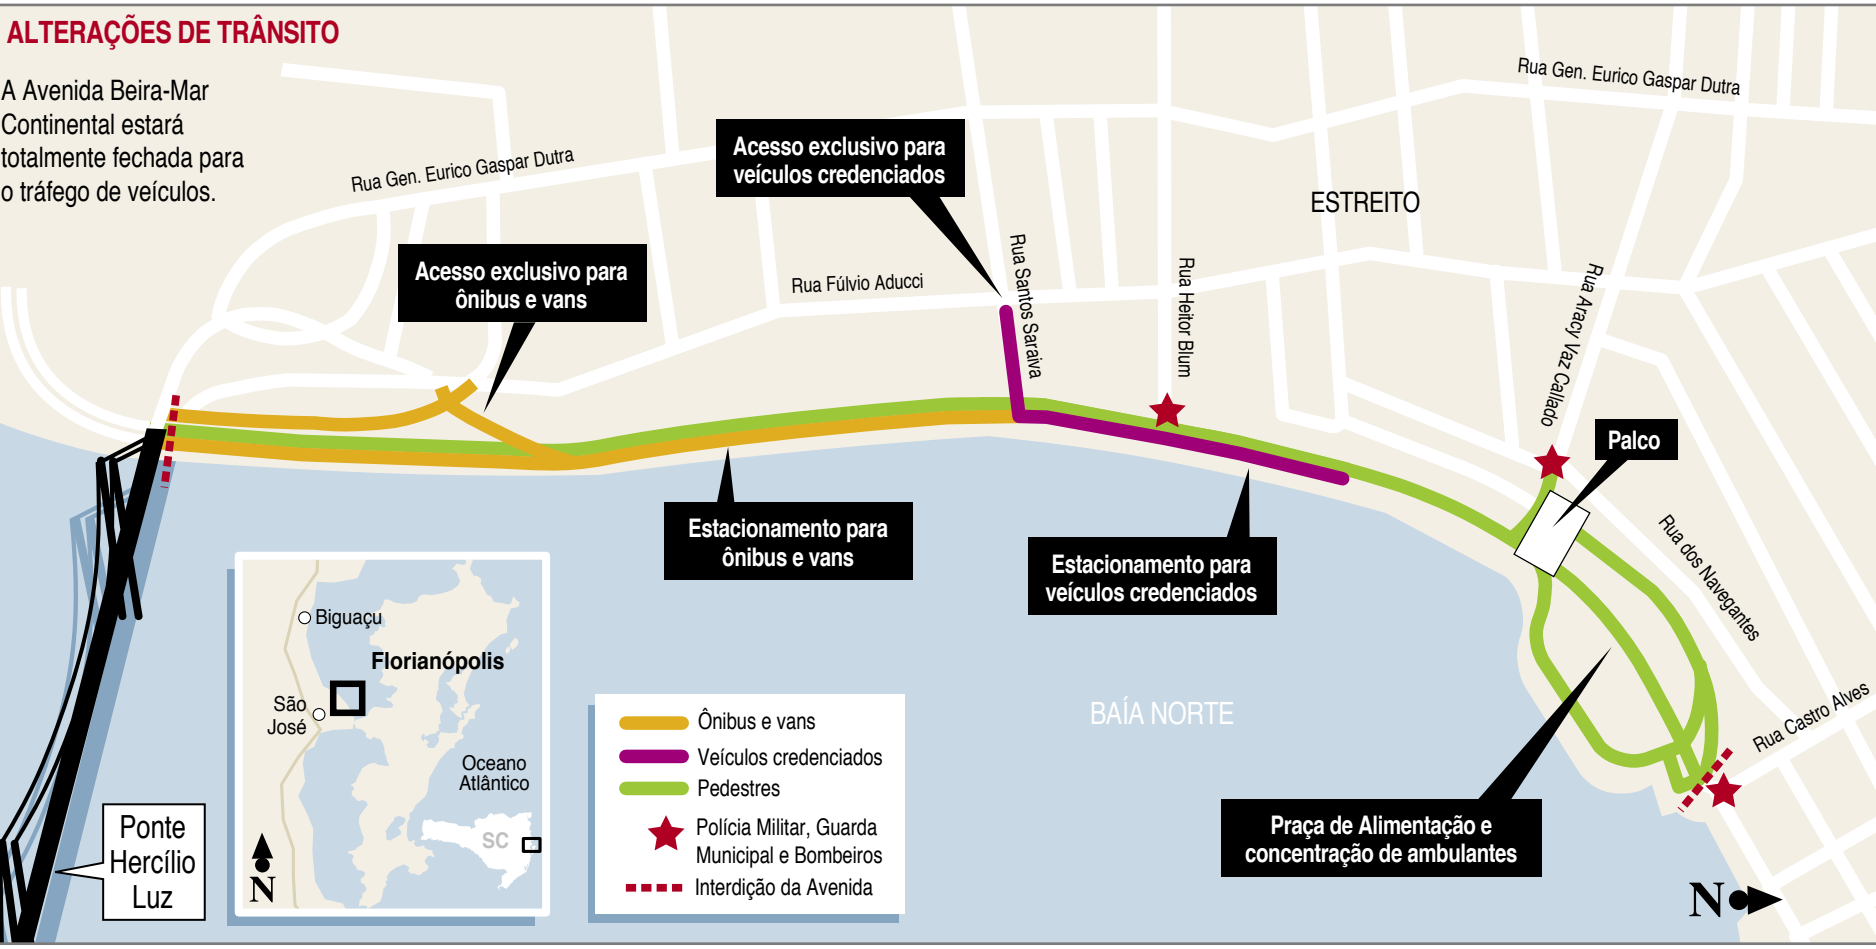 ALTERAÇÕES DE TRÂNSITO
A Avenida Beira-Mar
Continental estará
totalmente fechada para
o tráfego de veículos.
Rua Gen. Eurico Gaspar Dutra
Rua Gen. Eurico Gaspar Dutra
Acesso exclusivo para
veículos credenciados
ESTREITO
Acesso exclusivo para
ônibus e vans
Rua Fúlvio Aducci
Rua Santos Saraiva
Rua Heitor Blum
Rua Aracy Vaz Callado
Palco
Estacionamento para
ônibus e vans
Estacionamento para
veículos credenciados
Rua dos Navegantes
Rua Castro Alves
BAÍA NORTE
Praça de Alimentação e
concentração de ambulantes
Ponte
Hercílio
Luz
Biguaçu
Florianópolis
São
José
Oceano
Atlântico
SC
N
Ônibus e vans
Veículos credenciados
Pedestres
Polícia Militar, Guarda
Municipal e Bombeiros
Interdição da Avenida
N